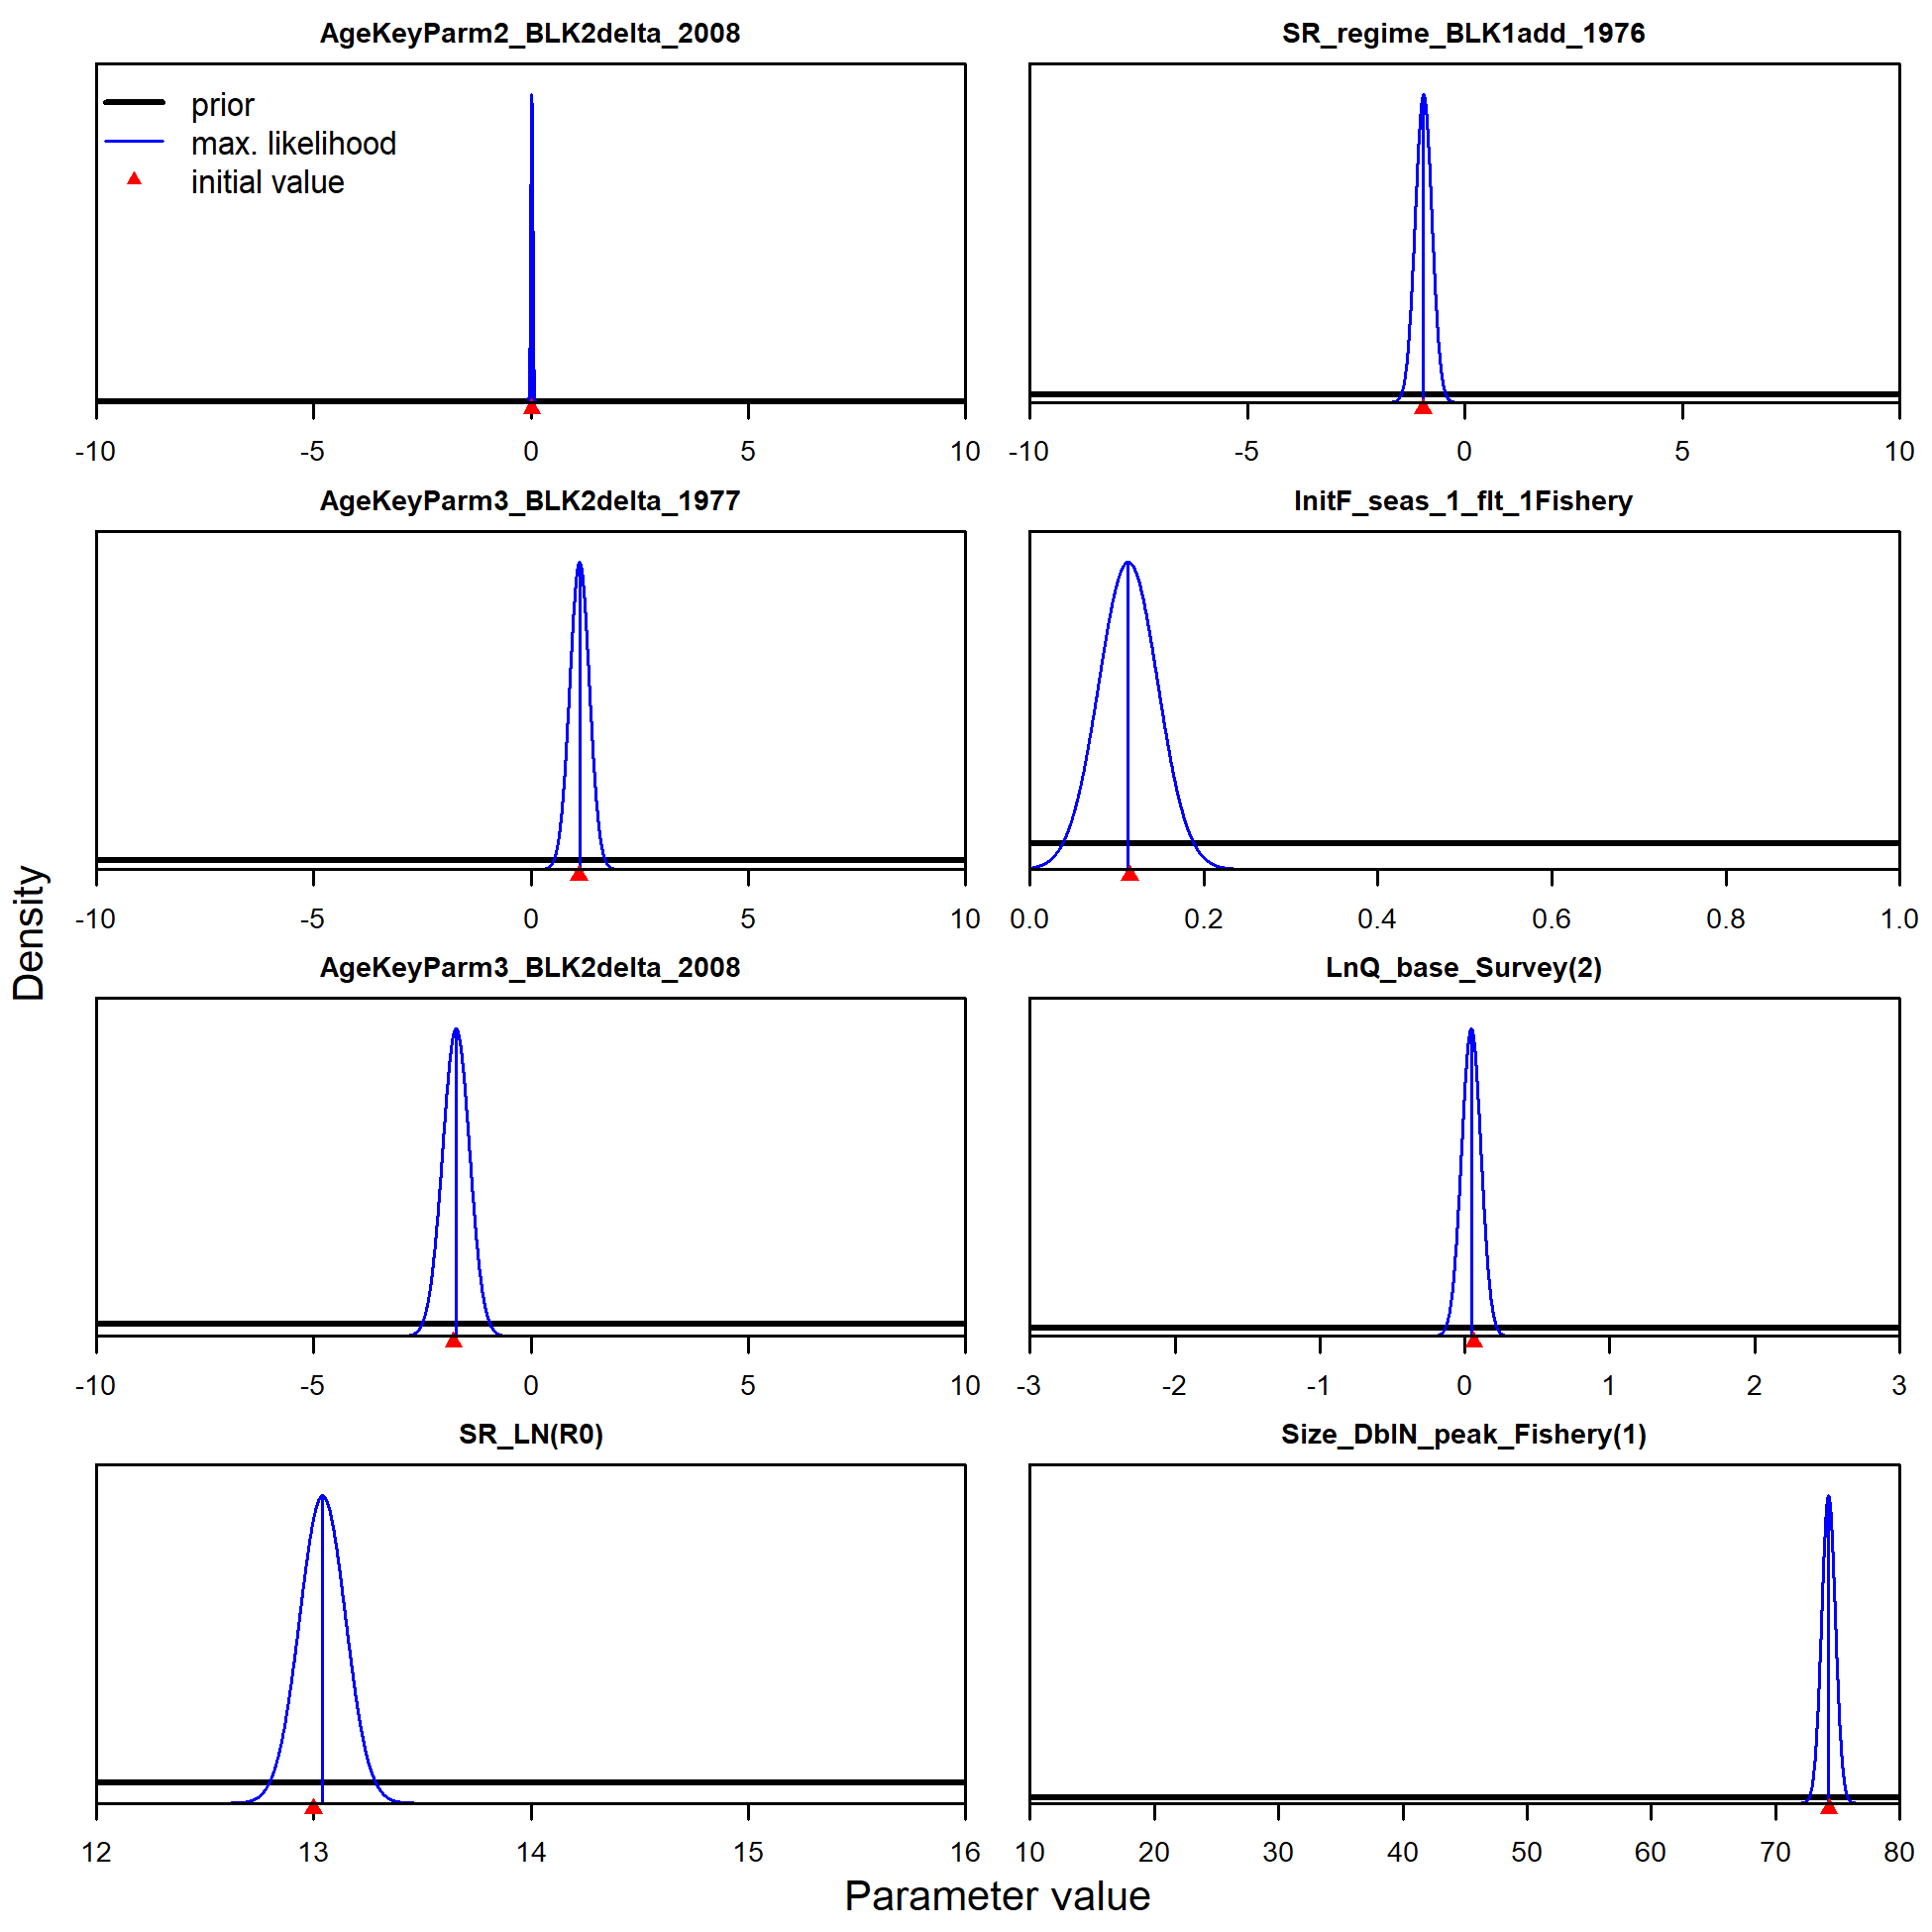 AgeKeyParm2_BLK2delta_2008
prior
max. likelihood
initial value
-10 -5 0 5 10
SR_regime_BLK1add_1976
-10 -5 0 5 10
AgeKeyParm3_BLK2delta_1977
-10 -5 0 5 10
InitF_seas_1_flt_1Fishery
0.0 0.2 0.4 0.6 0.8 1.0
AgeKeyParm3_BLK2delta_2008
-10 -5 0 5 10
LnQ_base_Survey(2)
-3 -2 -1 0 1 2 3
SR_LN(R0)
12 13 14 15 16
Size_DblN_peak_Fishery(1)
10 20 30 40 50 60 70 80
Density
Parameter value